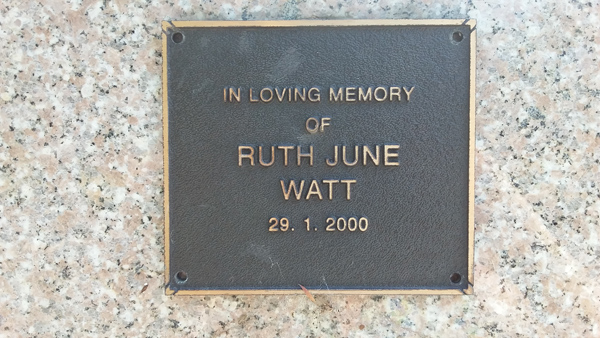 IN LOVING MEMORY
OF
RUTH JUNE
WATT
29. 1. 2000